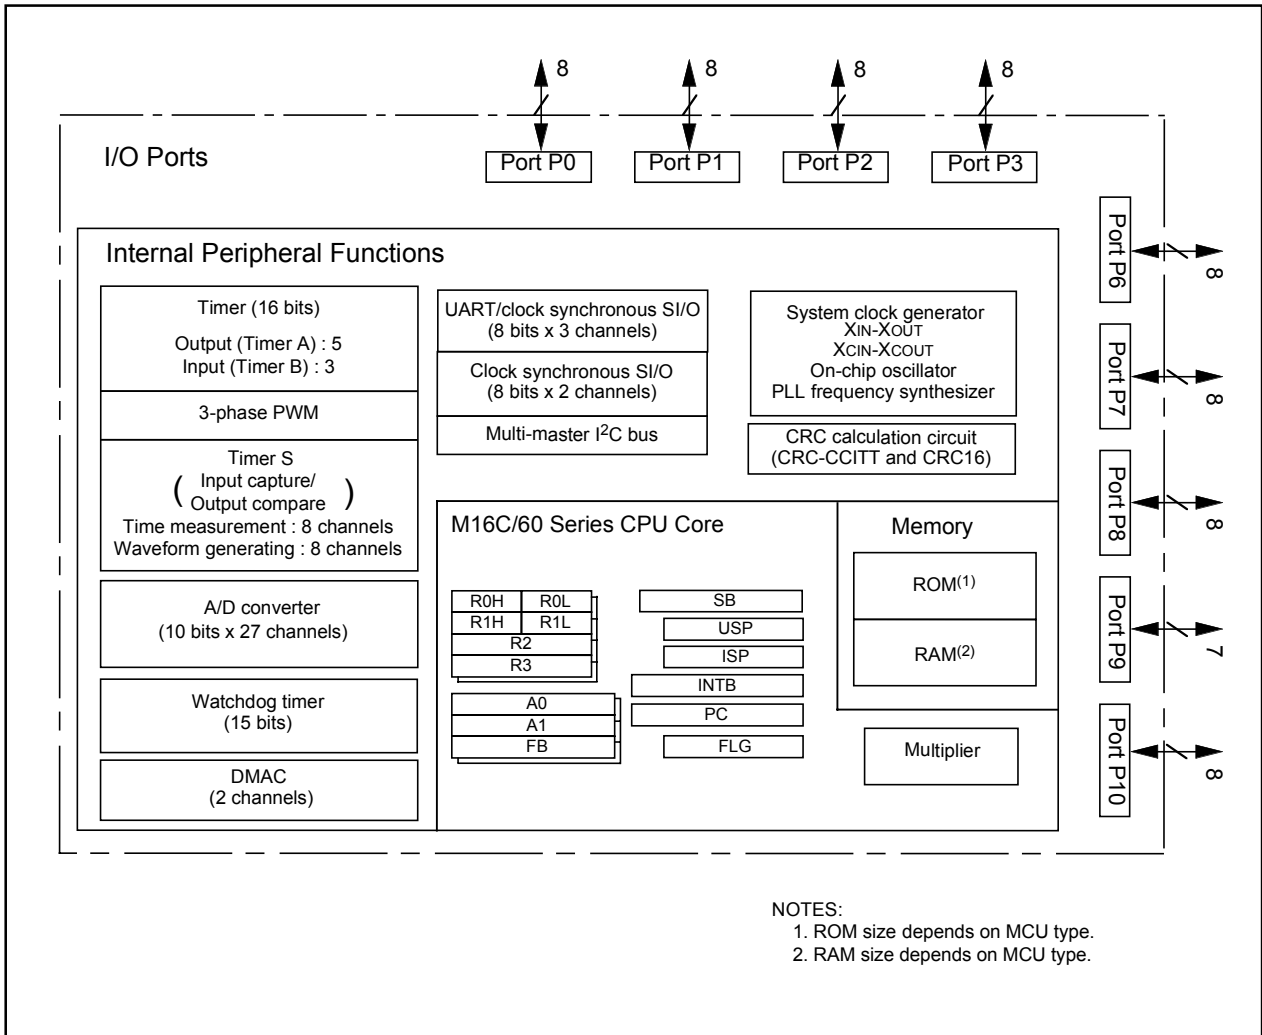 8
8
8
8
I/O Ports
Port P0
Port P1
Port P2
Port P3
Port P6
8
Port P7
8
Port P8
8
Port P9
7
Port P10
8
Internal Peripheral Functions
Timer (16 bits)
Output (Timer A) : 5
Input (Timer B) : 3
3-phase PWM
Timer S
( Input capture/
Output compare )
Time measurement : 8 channels
Waveform generating : 8 channels
A/D converter
(10 bits x 27 channels)
Watchdog timer
(15 bits)
DMAC
(2 channels)
UART/clock synchronous SI/O
(8 bits x 3 channels)
Clock synchronous SI/O
(8 bits x 2 channels)
Multi-master I²C bus
System clock generator
XIN-XOUT
XCIN-XCOUT
On-chip oscillator
PLL frequency synthesizer
CRC calculation circuit
(CRC-CCITT and CRC16)
M16C/60 Series CPU Core
R0H
R0L
R1H
R1L
R2
R3
A0
A1
FB
SB
USP
ISP
INTB
PC
FLG
Memory
ROM(1)
RAM(2)
Multiplier
NOTES:
1. ROM size depends on MCU type.
2. RAM size depends on MCU type.